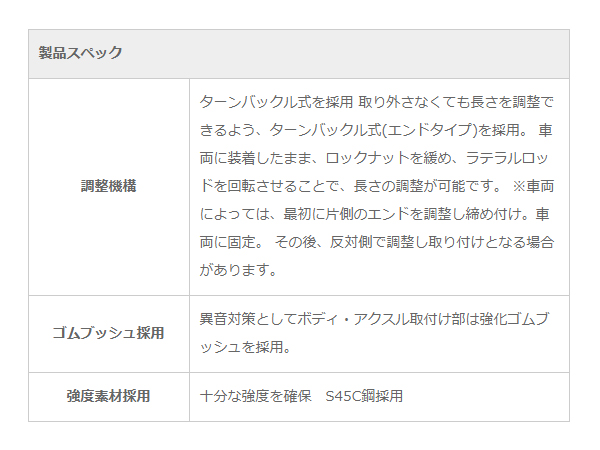 製品スペック
調整機構
ターンバックル式を採用 取り外さなくても長さを調整で
きるよう、ターンバックル式(エンドタイプ)を採用。 車
両に装着したまま、ロックナットを緩め、ラテラルロッ
ドを回転させることで、長さの調整が可能です。 ※車両
によっては、最初に片側のエンドを調整し締め付け。車
両に固定。 その後、反対側で調整し取り付けとなる場合
があります。
ゴムブッシュ採用
異音対策としてボディ・アクスル取付け部は強化ゴムブ
ッシュを採用。
強度素材採用
十分な強度を確保　S45C鋼採用